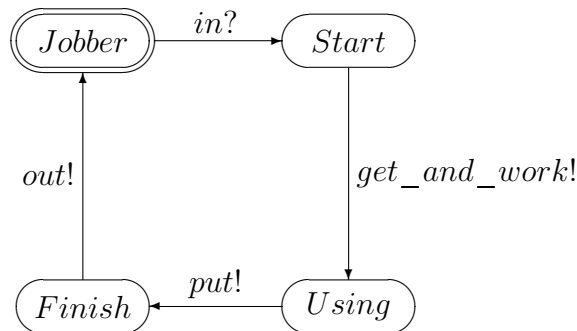 Jobber
in?
Start
out!
get_and_work!
Finish
put!
Using